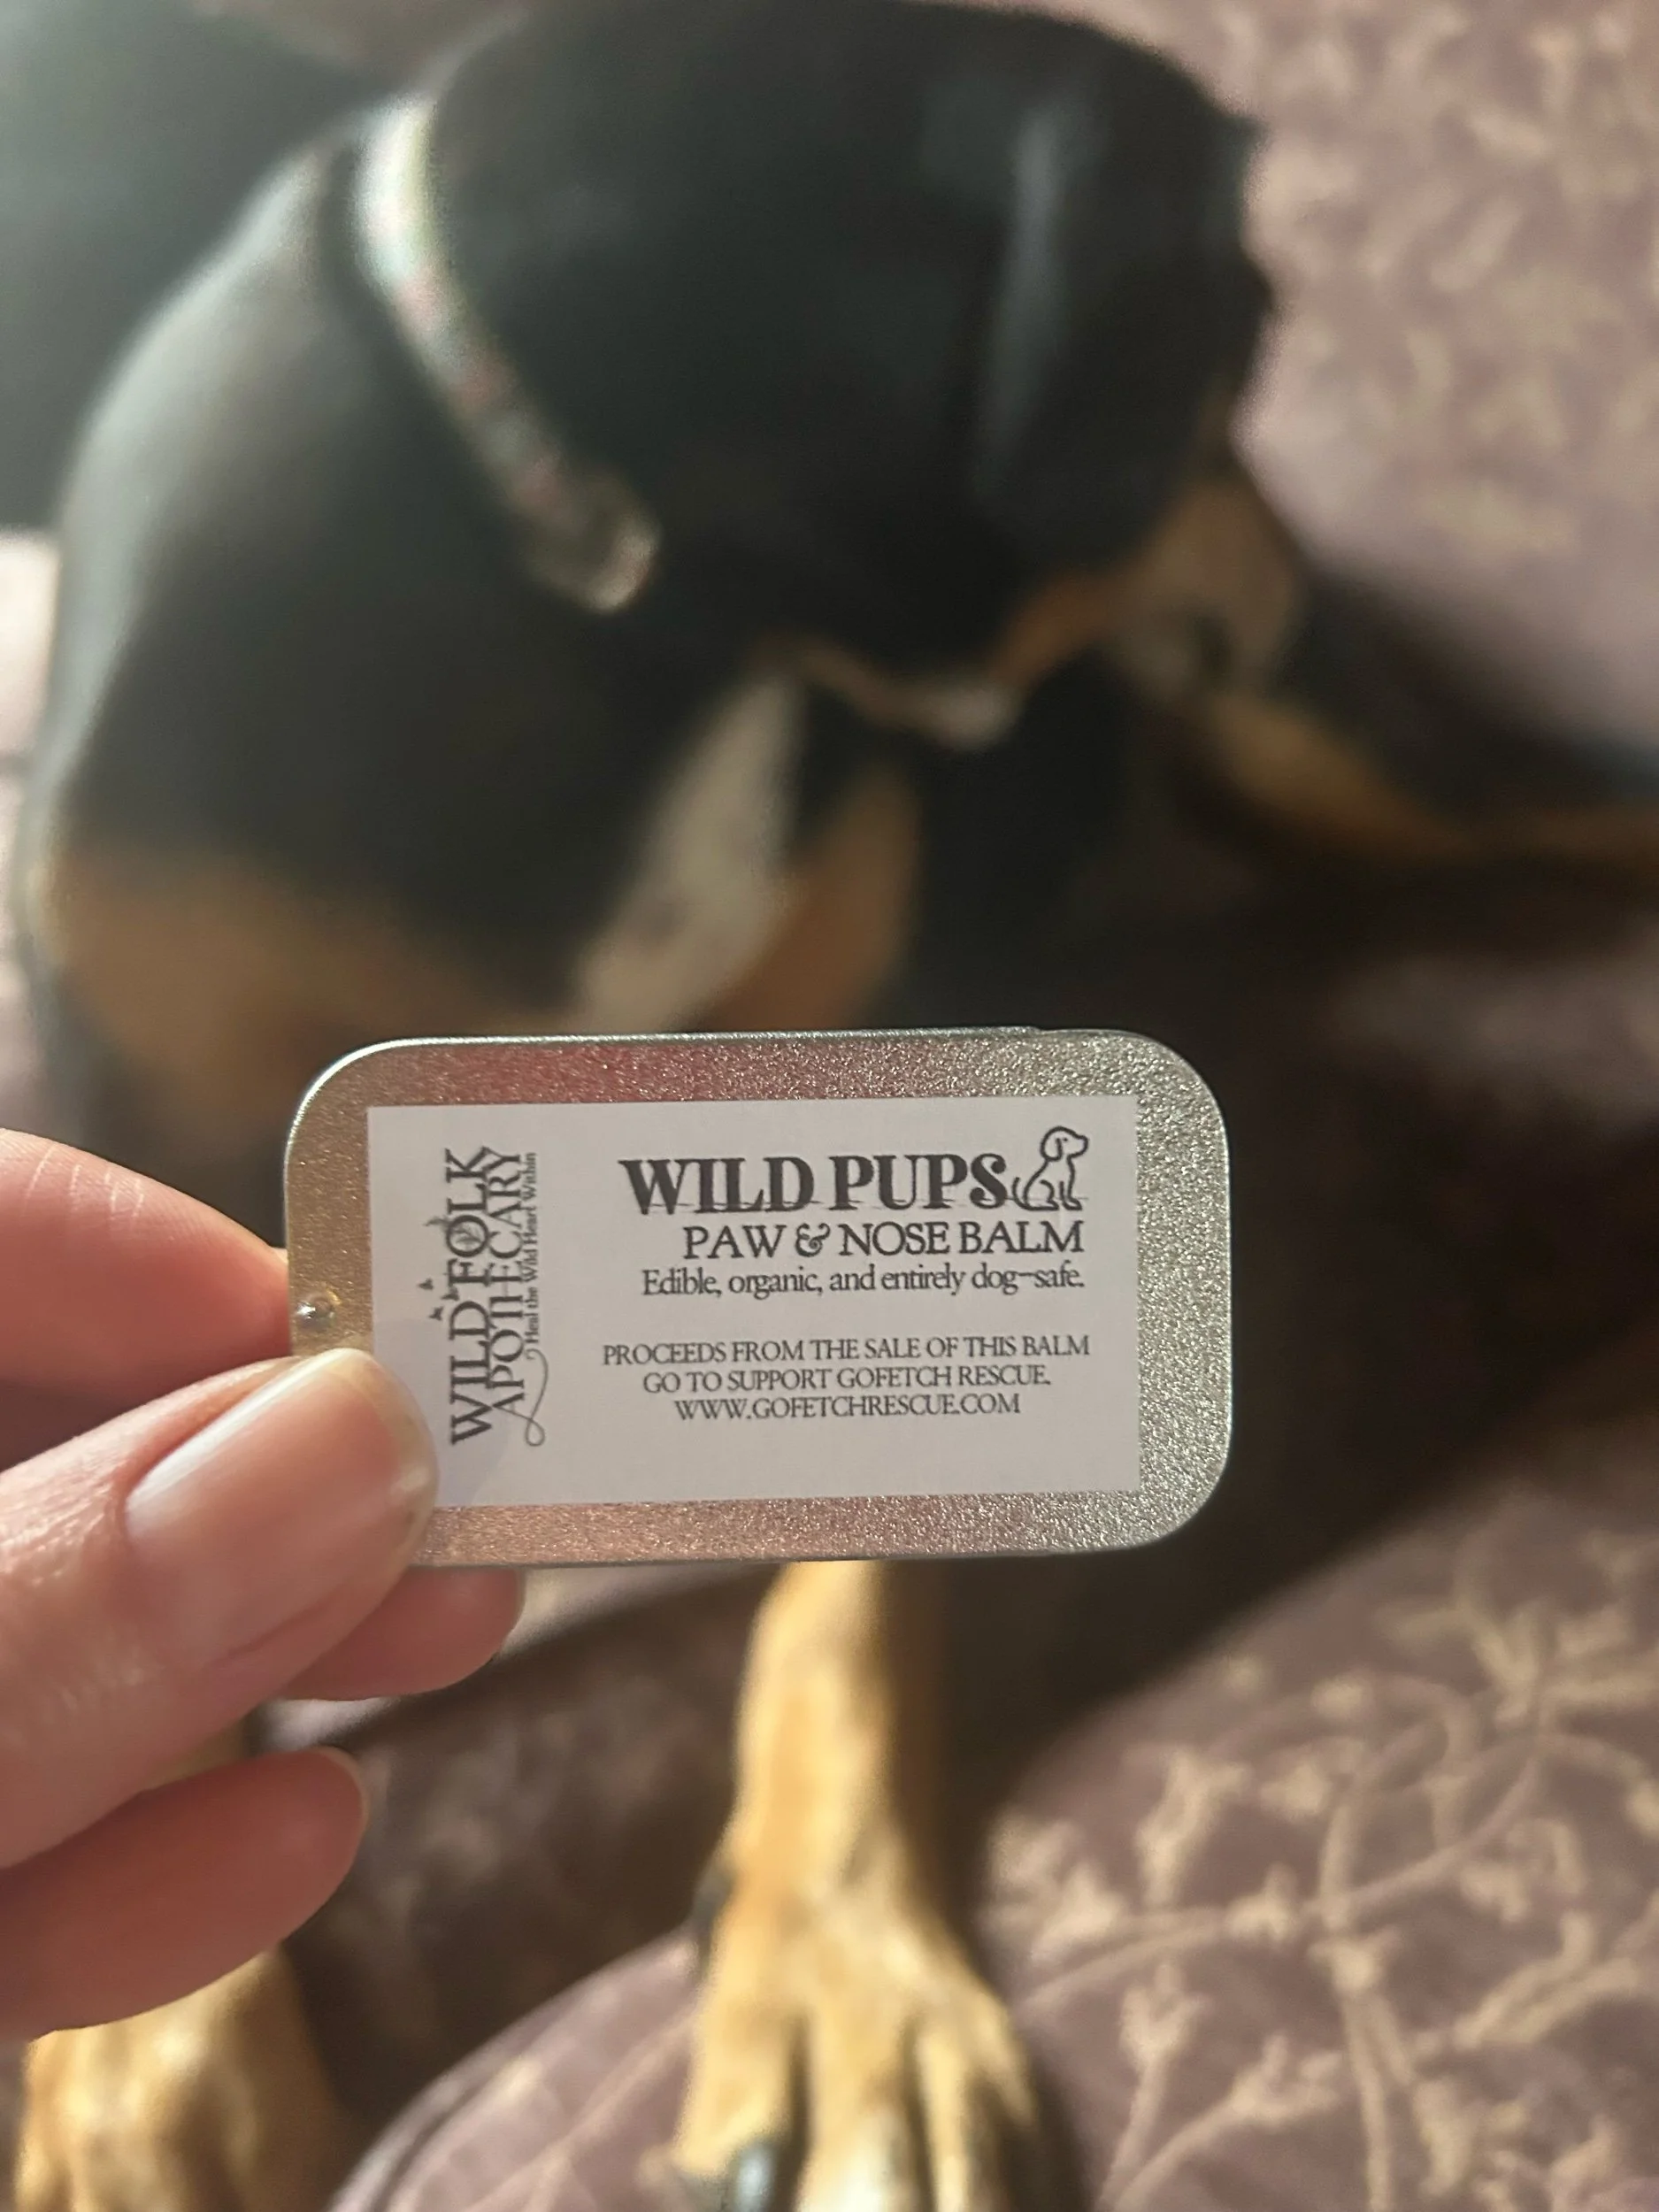 WILD FOLK
APOTHECARY
Heal the Wild Heart Within
WILD PUPS
PAW & NOSE BALM
Edible, organic, and entirely dog-safe.
PROCEEDS FROM THE SALE OF THIS BALM
GO TO SUPPORT GOFETCH RESCUE.
WWW.GOFETCHRESCUE.COM